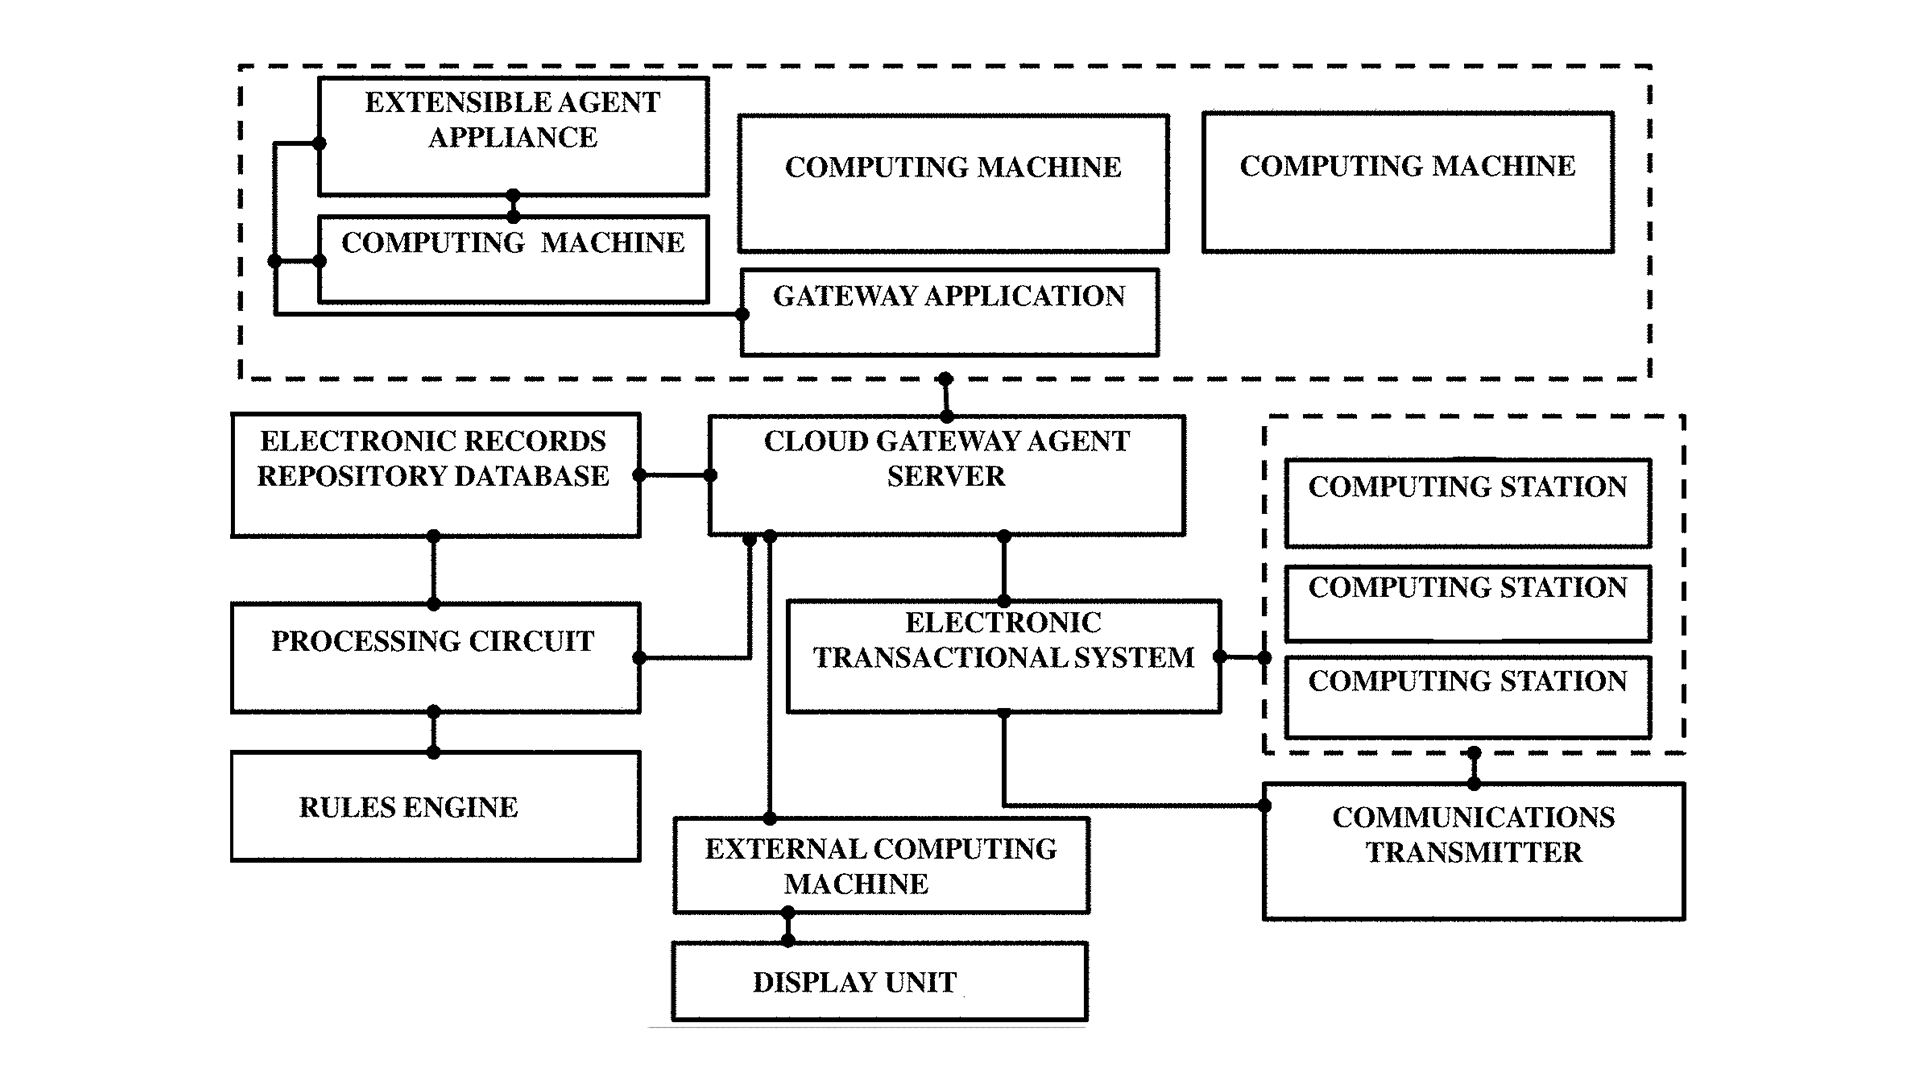 EXTENSIBLE AGENT
APPLIANCE
COMPUTING MACHINE
COMPUTING MACHINE
COMPUTING MACHINE
GATEWAY APPLICATION
ELECTRONIC RECORDS
REPOSITORY DATABASE
CLOUD GATEWAY AGENT
SERVER
COMPUTING STATION
COMPUTING STATION
COMPUTING STATION
PROCESSING CIRCUIT
ELECTRONIC
TRANSACTIONAL SYSTEM
RULES ENGINE
EXTERNAL COMPUTING
MACHINE
COMMUNICATIONS
TRANSMITTER
DISPLAY UNIT